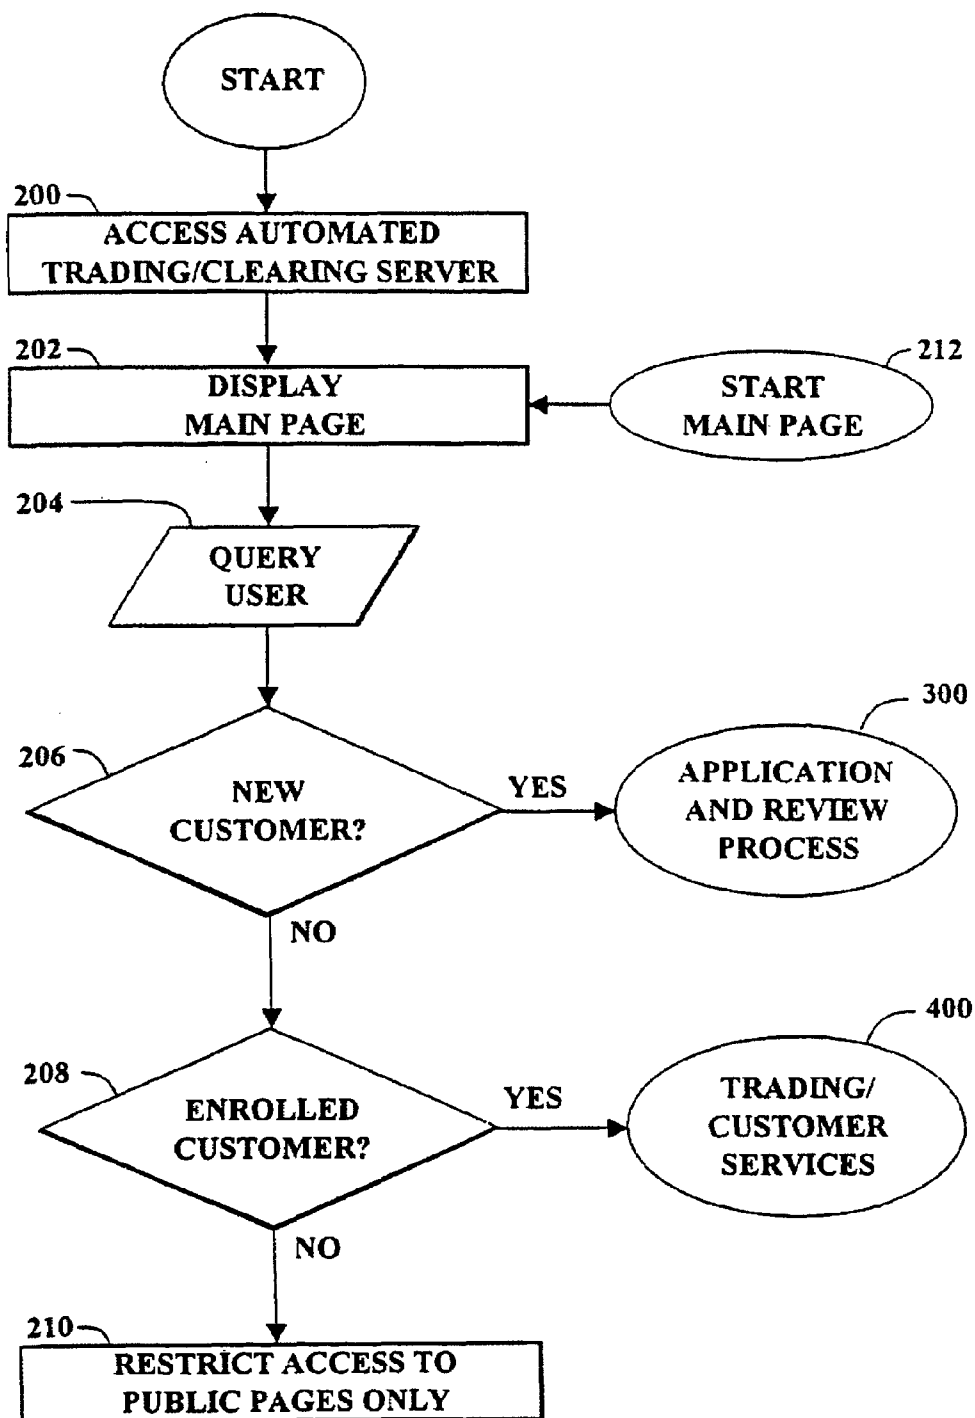 START
200
ACCESS AUTOMATED
TRADING/CLEARING SERVER
202
DISPLAY
MAIN PAGE
212
START
MAIN PAGE
204
QUERY
USER
206
NEW
CUSTOMER?
YES
300
APPLICATION
AND REVIEW
PROCESS
NO
208
ENROLLED
CUSTOMER?
YES
400
TRADING/
CUSTOMER
SERVICES
NO
210
RESTRICT ACCESS TO
PUBLIC PAGES ONLY